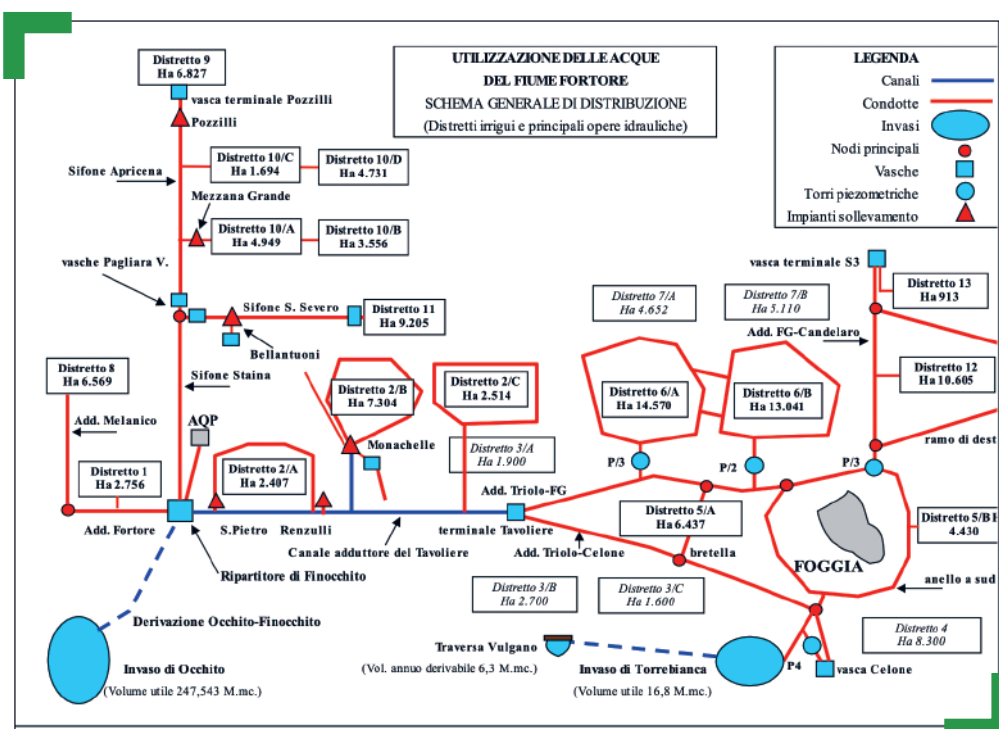 Distretto 9
Ha 6.827
vasca terminale Pozzilli
Pozzilli
UTILIZZAZIONE DELLE ACQUE
DEL FIUME FORTORE
SCHEMA GENERALE DI DISTRIBUZIONE
(Distretti irrigui e principali opere idrauliche)
LEGENDA
Canali
Condotte
Invasi
Nodi principali
Vasche
Torri piezometriche
Impianti sollevamento
Sifone Apricena
Distretto 10/C
Ha 1.694
Distretto 10/D
Ha 4.731
Mezzana Grande
Distretto 10/A
Ha 4.949
Distretto 10/B
Ha 3.556
vasche Pagliara V.
Sifone S. Severo
Distretto 11
Ha 9.205
Bellantuoni
Distretto 7/A
Ha 4.652
Distretto 7/B
Ha 5.110
vasca terminale S3
Distretto 13
Ha 913
Add. FG-Candelaro
Distretto 8
Ha 6.569
Sifone Staina
Distretto 2/B
Ha 7.304
Distretto 2/C
Ha 2.514
Distretto 6/A
Ha 14.570
Distretto 6/B
Ha 13.041
Distretto 12
Ha 10.605
Add. Melanico
AQP
Monachelle
Distretto 3/A
Ha 1.900
ramo di dest
P/3
P/2
P/3
Distretto 1
Ha 2.756
Distretto 2/A
Ha 2.407
Add. Triolo-FG
Distretto 5/A
Ha 6.437
Distretto 5/B H
4.430
Add. Fortore
S.Pietro
Renzulli
terminale Tavoliere
Canale adduttore del Tavoliere
Add. Triolo-Celone
bretella
FOGGIA
Ripartitore di Finocchito
anello a sud
Distretto 3/B
Ha 2.700
Distretto 3/C
Ha 1.600
Derivazione Occhito-Finocchito
Distretto 4
Ha 8.300
Traversa Vulgano
(Vol. annuo derivabile 6,3 M.mc.)
Invaso di Occhito
(Volume utile 247,543 M.mc.)
Invaso di Torrebianca
(Volume utile 16,8 M.mc.)
P4
vasca Celone